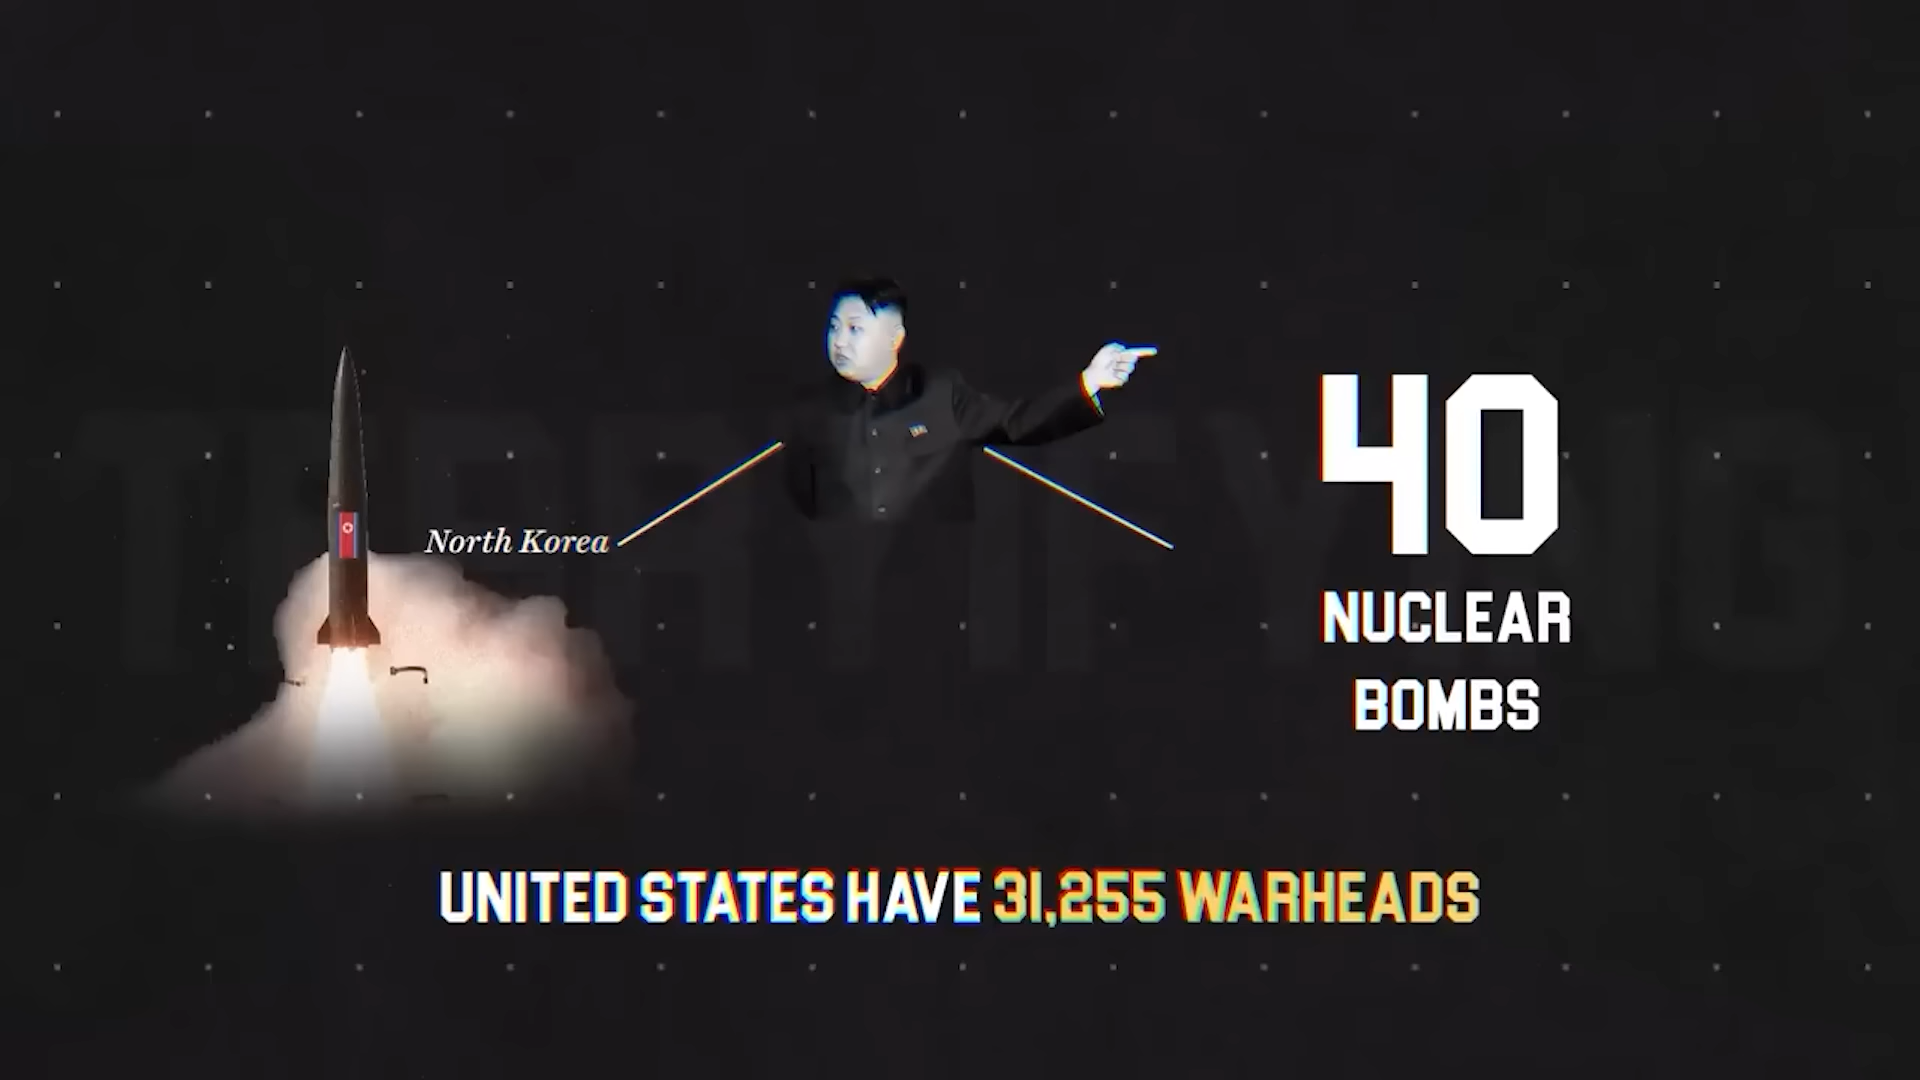 North Korea
40
NUCLEAR
BOMBS
UNITED STATES HAVE 31,255 WARHEADS